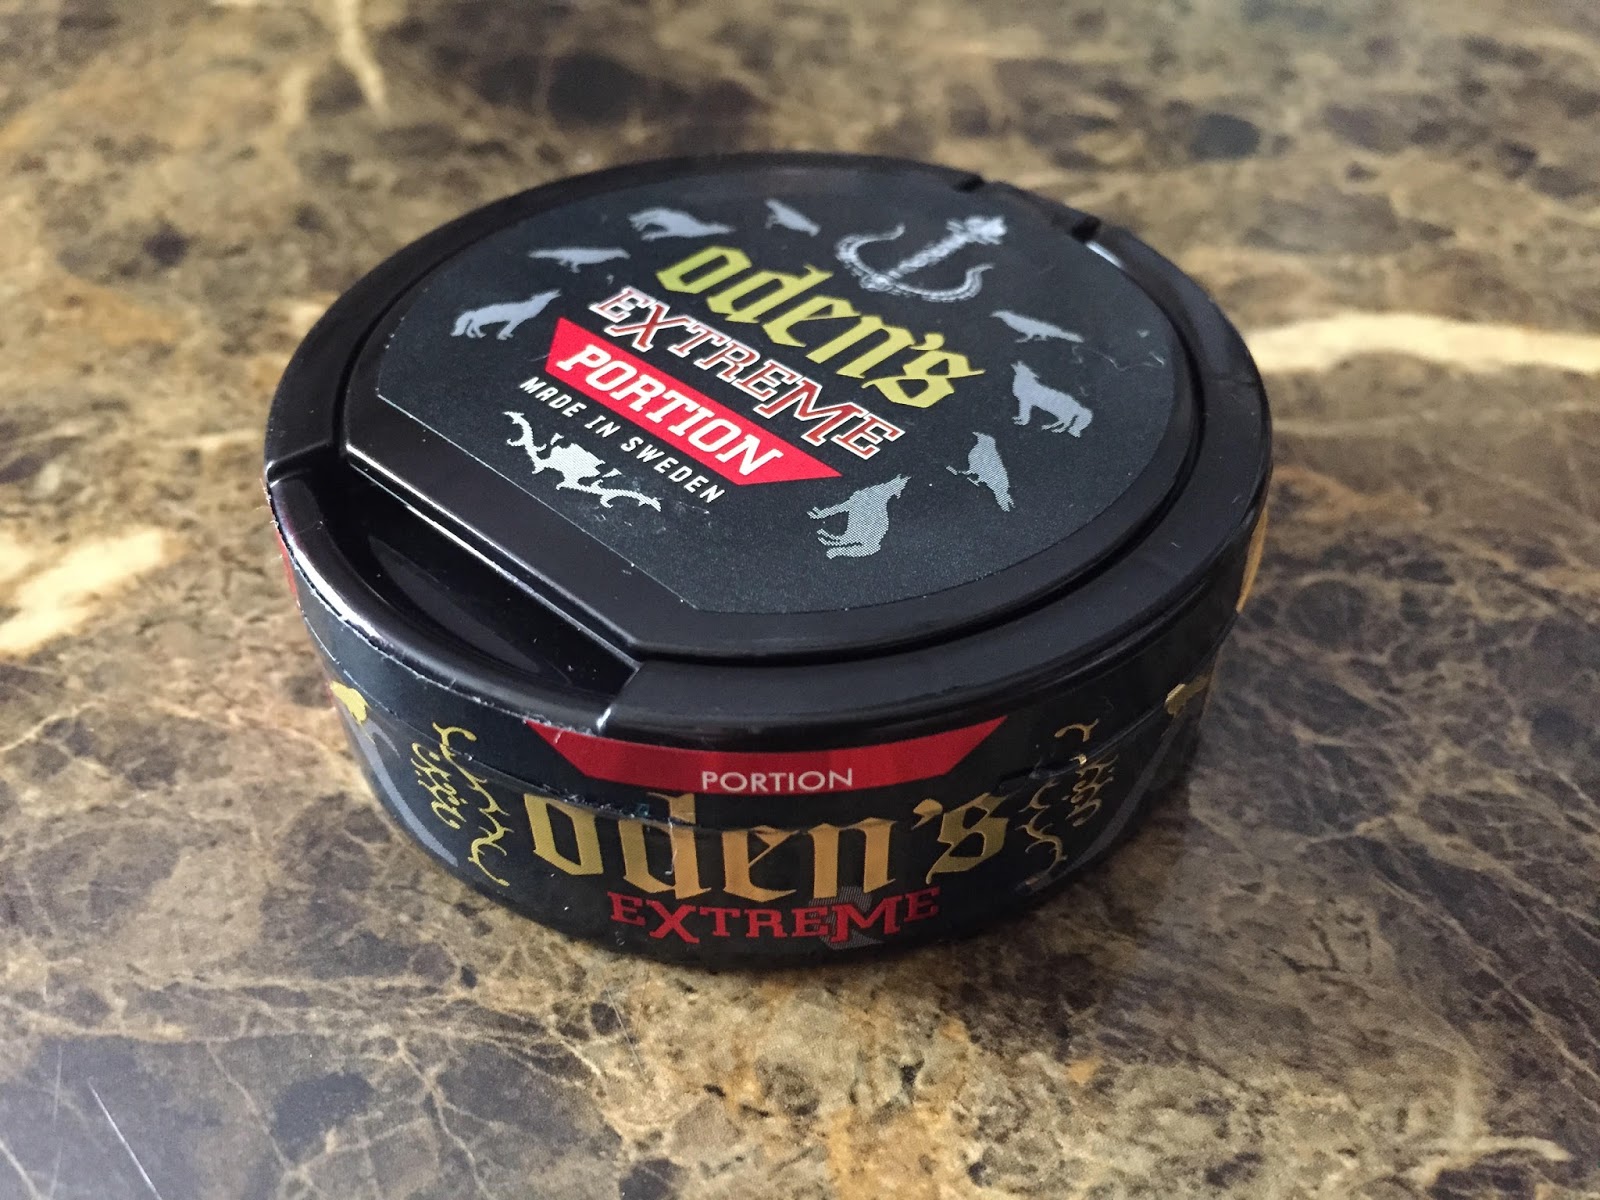 oden's
EXTREME
PORTION
MADE IN SWEDEN
PORTION
oden's
EXTREME